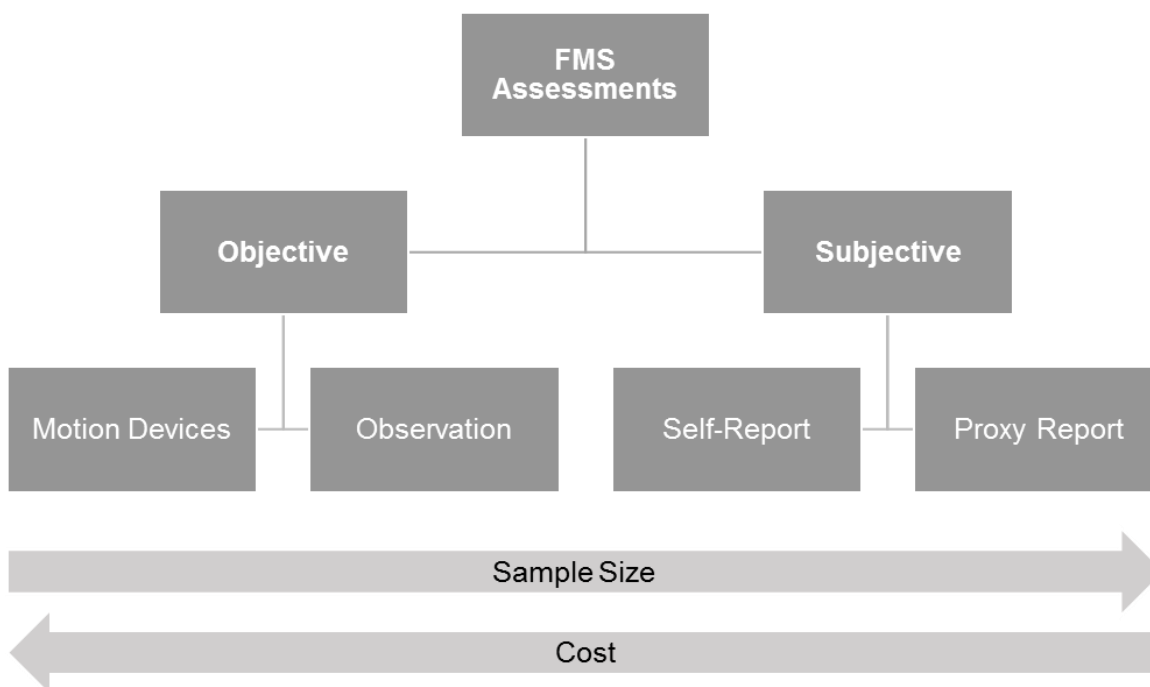 FMS
Assessments
Objective
Subjective
Motion Devices
Observation
Self-Report
Proxy Report
Sample Size
Cost